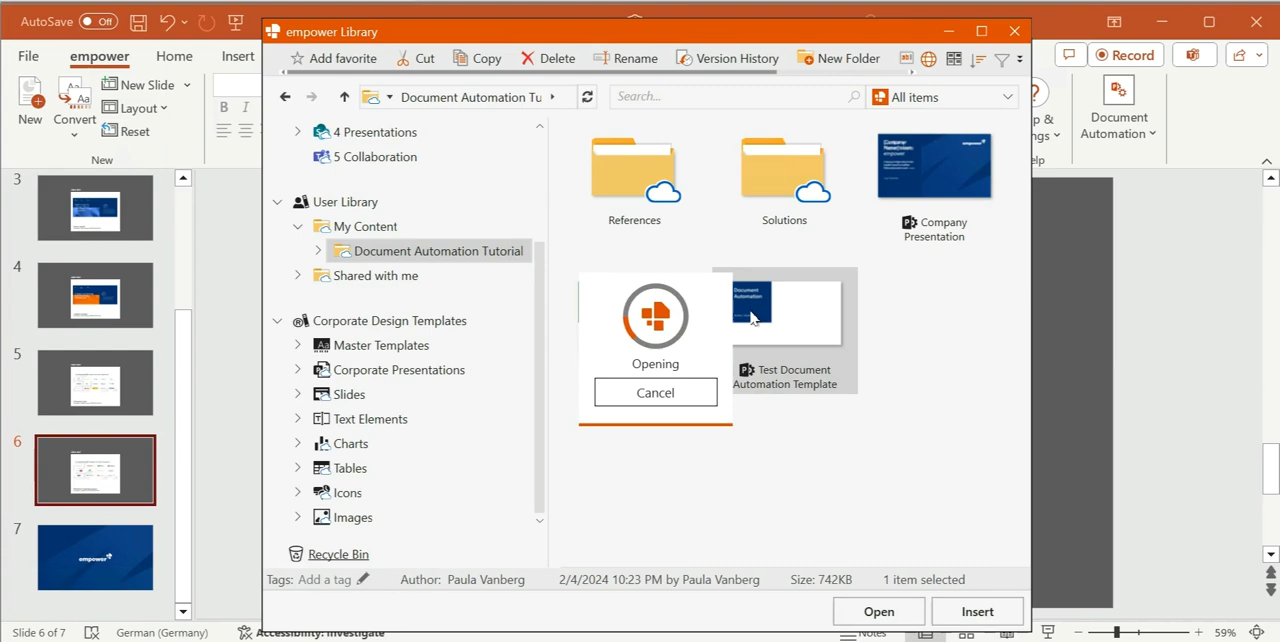 AutoSave Off
empower Library
File empower Home Insert
Record
New Convert
New Slide
Layout
Reset
New
B I
Document
Automation
Add favorite Cut Copy Delete Rename Version History New Folder
Document Automation Tu
Search...
All items
4 Presentations
5 Collaboration
User Library
My Content
Document Automation Tutorial
Shared with me
Corporate Design Templates
Master Templates
Corporate Presentations
Slides
Text Elements
Charts
Tables
Icons
Images
Recycle Bin
References
Solutions
Company
Presentation
Document
Automation
Opening
Cancel
Test Document
Automation Template
Tags: Add a tag Author: Paula Vanberg 2/4/2024 10:23 PM by Paula Vanberg Size: 742KB 1 item selected
Open Insert
3
4
5
6
7
empower
Slide 6 of 7 German (Germany) Accessibility: Investigate Notes 59%